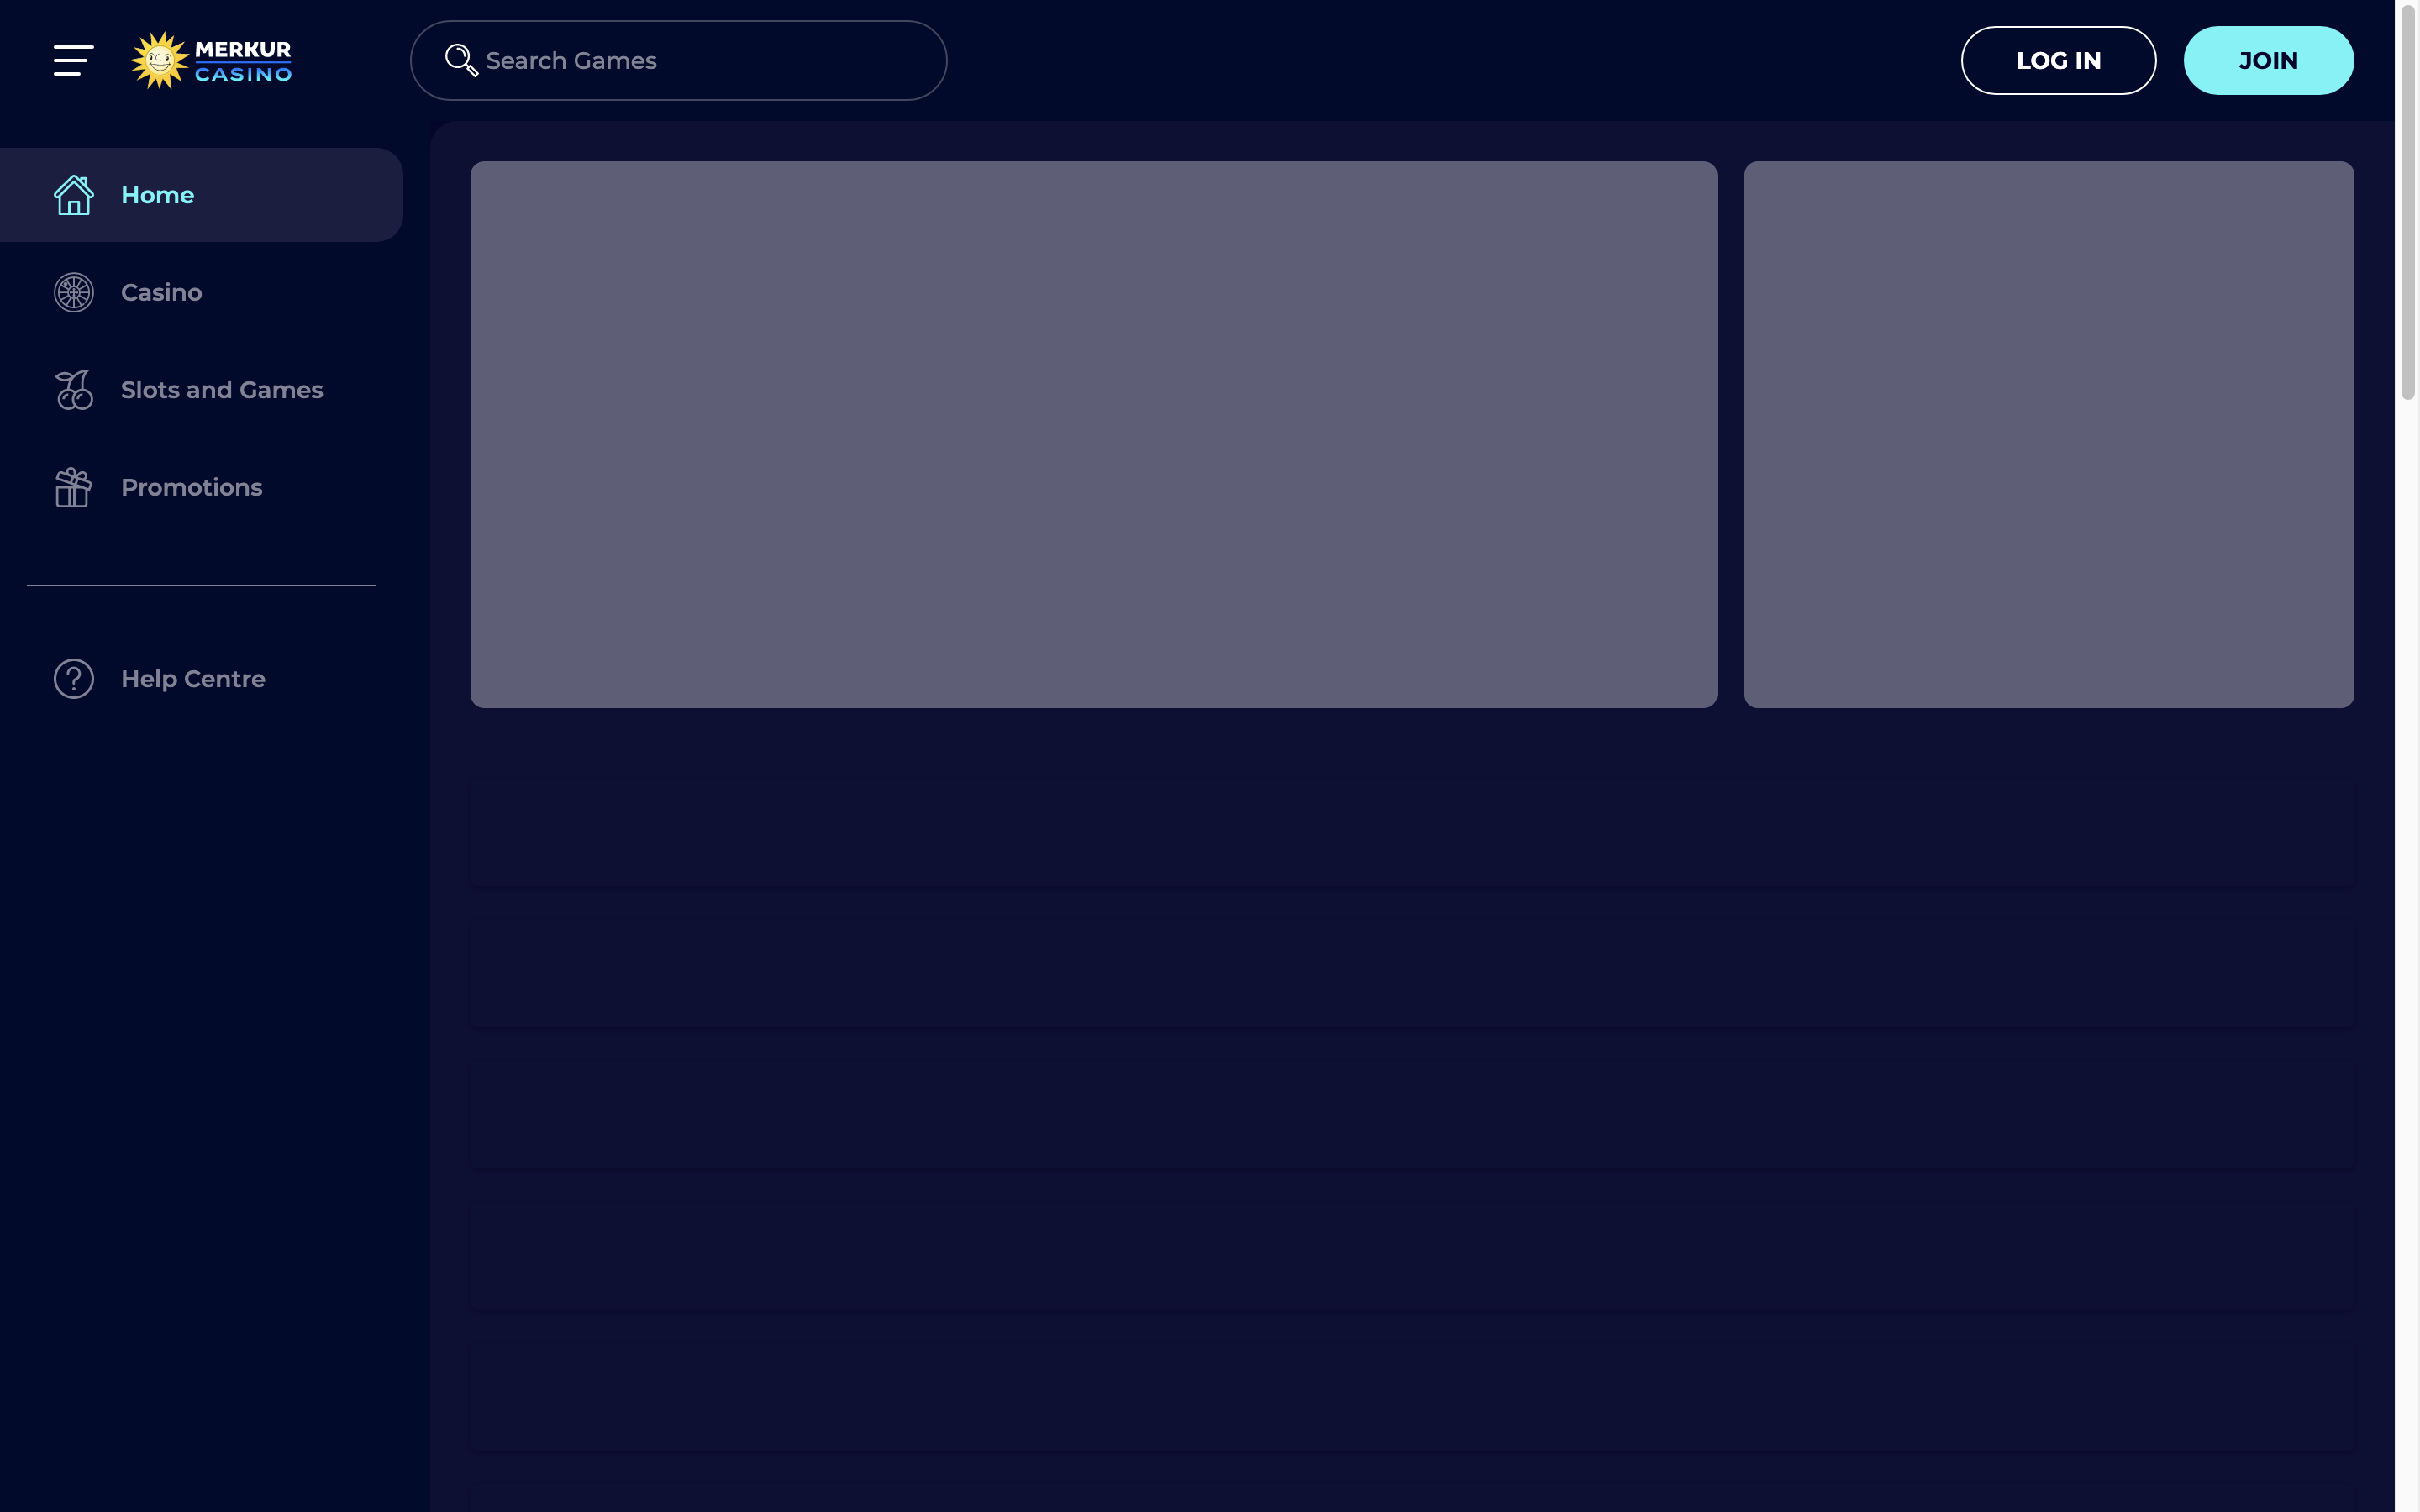 MERKUR
CASINO
Search Games
LOG IN
JOIN
Home
Casino
Slots and Games
Promotions
Help Centre